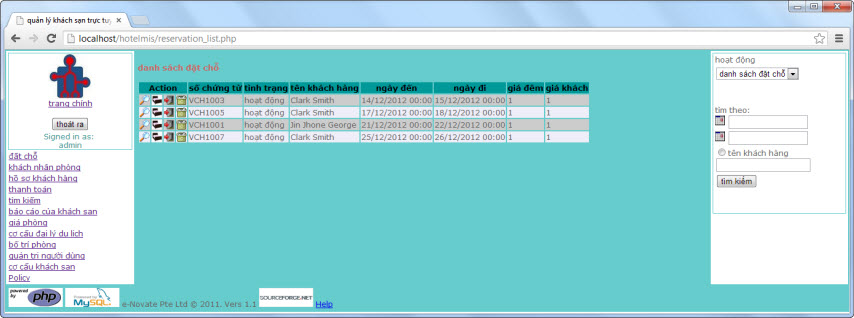 quản lý khách sạn trực tuy
localhost/hotelmis/reservation_list.php
trang chính
thoát ra
Signed in as:
admin
đặt chỗ
khách nhận phòng
hồ sơ khách hàng
thanh toán
tìm kiếm
báo cáo của khách sạn
giá phòng
cơ cấu đại lý du lịch
bố trí phòng
quản trị người dùng
cơ cấu khách sạn
Policy
danh sách đặt chỗ
Action số chứng từ tình trạng tên khách hàng ngày đến ngày đi giá đêm giá khách
VCH1003 hoạt động Clark Smith 14/12/2012 00:00 15/12/2012 00:00 1 1
VCH1005 hoạt động Clark Smith 17/12/2012 00:00 18/12/2012 00:00 1 1
VCH1001 hoạt động Jin Jhone George 21/12/2012 00:00 22/12/2012 00:00 1 1
VCH1007 hoạt động Clark Smith 25/12/2012 00:00 26/12/2012 00:00 1 1
hoạt động
danh sách đặt chỗ
tìm theo:
tên khách hàng
tìm kiếm
powered by php Powered by MySQL e-Novate Pte Ltd © 2011. Vers 1.1 SOURCEFORGE.NET Help